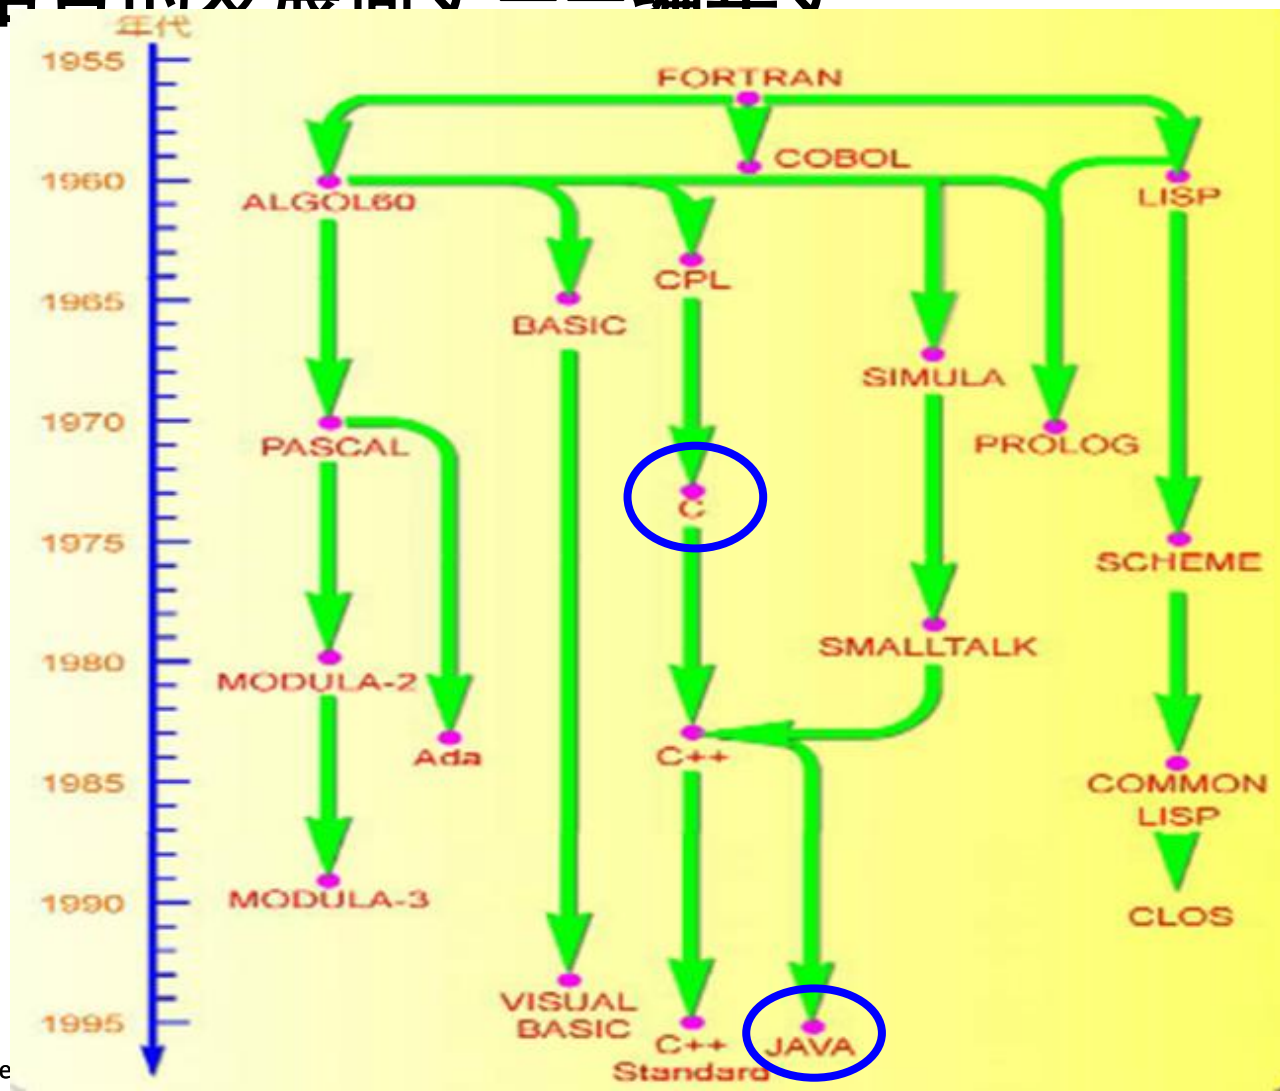 年代
1955
FORTRAN
COBOL
1960
ALGOL60
LISP
CPL
1965
BASIC
SIMULA
1970
PASCAL
PROLOG
C
1975
SCHEME
SMALLTALK
1980
MODULA-2
Ada
C++
1985
COMMON
LISP
MODULA-3
1990
CLOS
VISUAL
BASIC
1995
C++
Standard
JAVA
e